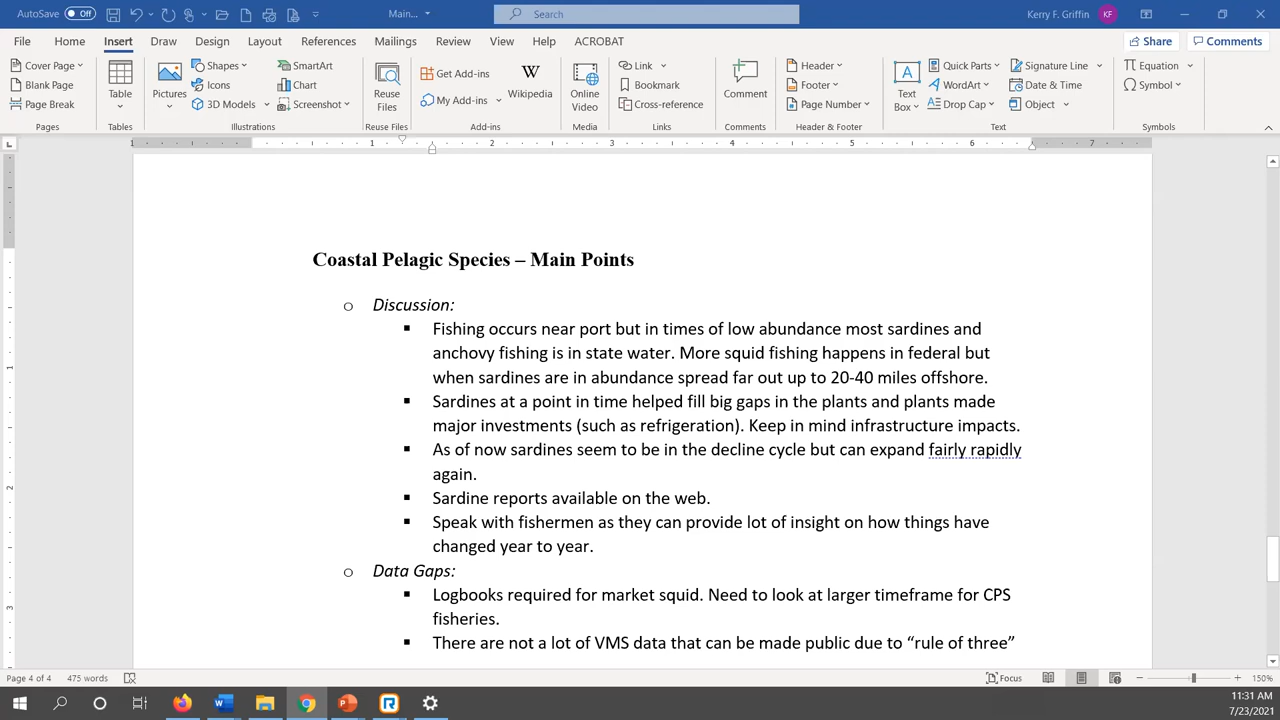 AutoSave Off Main... Search Kerry F. Griffin KF
File Home Insert Draw Design Layout References Mailings Review View Help ACROBAT Share Comments
Cover Page
Blank Page
Page Break
Pages
Table
Tables
Pictures
Shapes
Icons
3D Models
SmartArt
Chart
Screenshot
Illustrations
Reuse
Files
Reuse Files
Get Add-ins
My Add-ins
W
Wikipedia
Add-ins
Online
Video
Media
Link
Bookmark
Cross-reference
Links
Comment
Comments
Header
Footer
Page Number
Header & Footer
A
Text
Box
Quick Parts
WordArt
Drop Cap
Signature Line
Date & Time
Object
Text
Equation
Symbol
Symbols
1 1 2 3 4 5 6 7
Coastal Pelagic Species – Main Points
o Discussion:
▪ Fishing occurs near port but in times of low abundance most sardines and
anchovy fishing is in state water. More squid fishing happens in federal but
when sardines are in abundance spread far out up to 20-40 miles offshore.
▪ Sardines at a point in time helped fill big gaps in the plants and plants made
major investments (such as refrigeration). Keep in mind infrastructure impacts.
▪ As of now sardines seem to be in the decline cycle but can expand fairly rapidly
again.
▪ Sardine reports available on the web.
▪ Speak with fishermen as they can provide lot of insight on how things have
changed year to year.
o Data Gaps:
▪ Logbooks required for market squid. Need to look at larger timeframe for CPS
fisheries.
▪ There are not a lot of VMS data that can be made public due to “rule of three”
1
2
3
Page 4 of 4 475 words Focus 150%
11:31 AM
7/23/2021